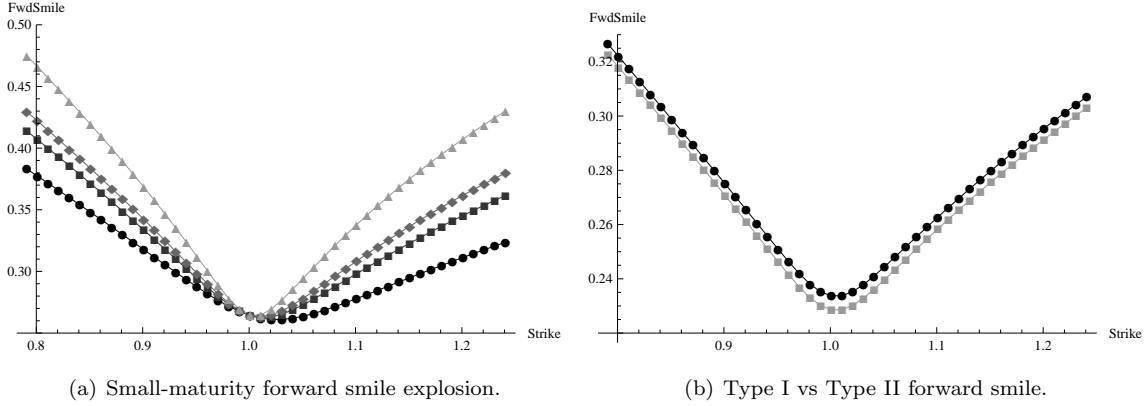 FwdSmile
0.50
0.45
0.40
0.35
0.30
0.8 0.9 1.0 1.1 1.2 Strike
(a) Small-maturity forward smile explosion.
FwdSmile
0.32
0.30
0.28
0.26
0.24
0.9 1.0 1.1 1.2 Strike
(b) Type I vs Type II forward smile.